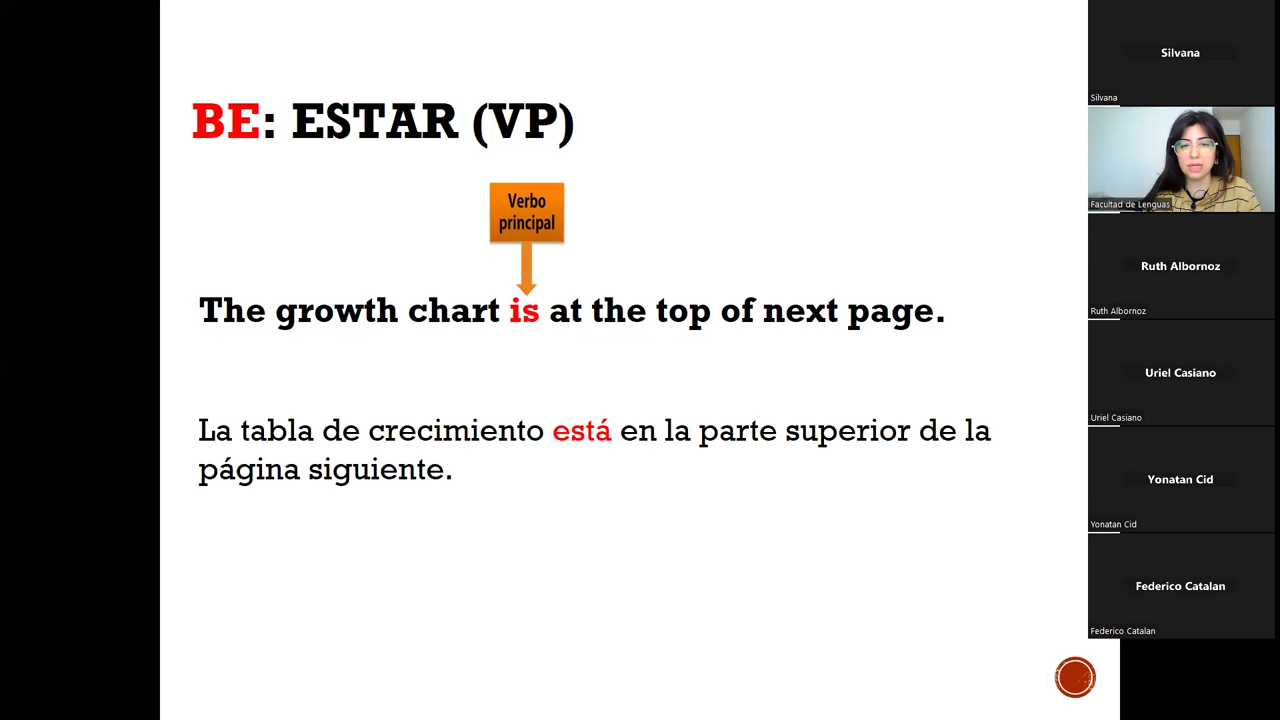 BE: ESTAR (VP)
Verbo
principal
The growth chart is at the top of next page.
La tabla de crecimiento está en la parte superior de la
página siguiente.
Silvana
Silvana
Facultad de Lenguas
Ruth Albornoz
Ruth Albornoz
Uriel Casiano
Uriel Casiano
Yonatan Cid
Yonatan Cid
Federico Catalan
Federico Catalan